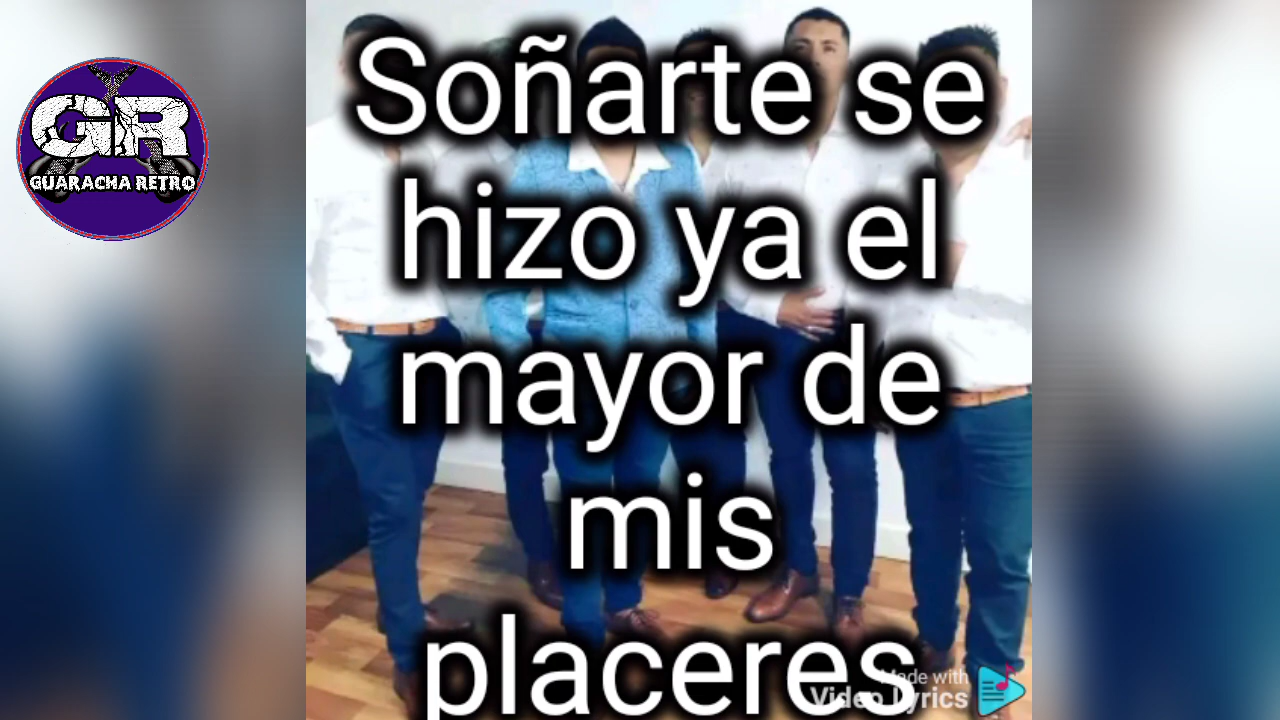 GR
GUARACHA RETRO
Soñarte se
hizo ya el
mayor de
mis
placeres
Made with
Video Lyrics